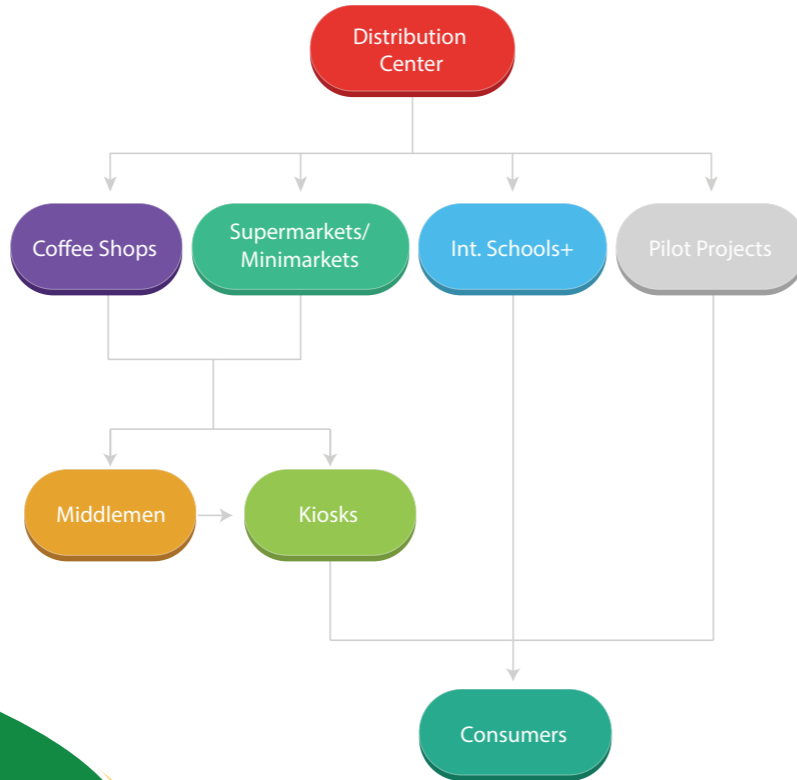 Distribution
Center
Coffee Shops
Supermarkets/
Minimarkets
Int. Schools+
Pilot Projects
Middlemen
Kiosks
Consumers